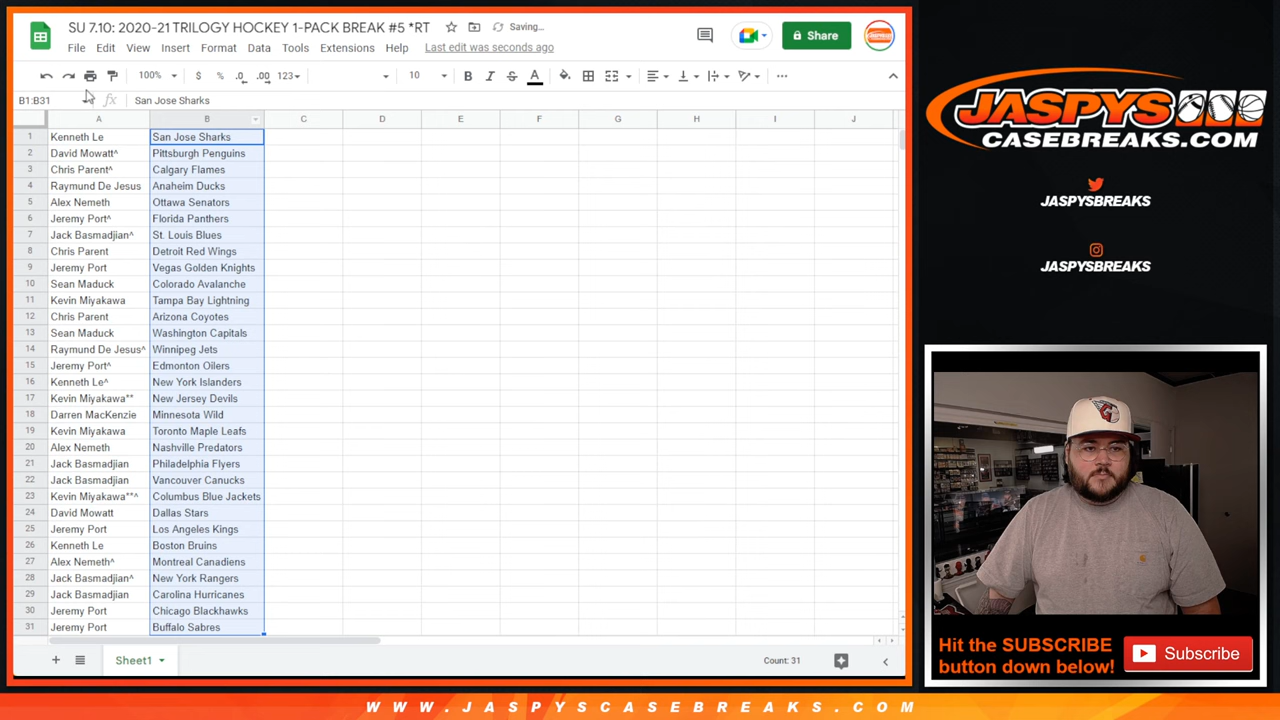 SU 7.10: 2020-21 TRILOGY HOCKEY 1-PACK BREAK #5 *RT
Saving...
File Edit View Insert Format Data Tools Extensions Help Last edit was seconds ago
Share
100% $ % .0 .00 123 10 B I S A
B1:B31 fx San Jose Sharks
A B C D E F G H I J
1 Kenneth Le San Jose Sharks
2 David Mowatt^ Pittsburgh Penguins
3 Chris Parent^ Calgary Flames
4 Raymund De Jesus Anaheim Ducks
5 Alex Nemeth Ottawa Senators
6 Jeremy Port^ Florida Panthers
7 Jack Basmadjian^ St. Louis Blues
8 Chris Parent Detroit Red Wings
9 Jeremy Port Vegas Golden Knights
10 Sean Maduck Colorado Avalanche
11 Kevin Miyakawa Tampa Bay Lightning
12 Chris Parent Arizona Coyotes
13 Sean Maduck Washington Capitals
14 Raymund De Jesus^ Winnipeg Jets
15 Jeremy Port^ Edmonton Oilers
16 Kenneth Le^ New York Islanders
17 Kevin Miyakawa** New Jersey Devils
18 Darren MacKenzie Minnesota Wild
19 Kevin Miyakawa Toronto Maple Leafs
20 Alex Nemeth Nashville Predators
21 Jack Basmadjian Philadelphia Flyers
22 Jack Basmadjian Vancouver Canucks
23 Kevin Miyakawa**^ Columbus Blue Jackets
24 David Mowatt Dallas Stars
25 Jeremy Port Los Angeles Kings
26 Kenneth Le Boston Bruins
27 Alex Nemeth^ Montreal Canadiens
28 Jack Basmadjian^ New York Rangers
29 Jack Basmadjian Carolina Hurricanes
30 Jeremy Port Chicago Blackhawks
31 Jeremy Port Buffalo Sabres
Sheet1
Count: 31
JASPYS
CASEBREAKS.COM
JASPYSBREAKS
JASPYSBREAKS
Hit the SUBSCRIBE
button down below!
Subscribe
WWW.JASPYSCASEBREAKS.COM